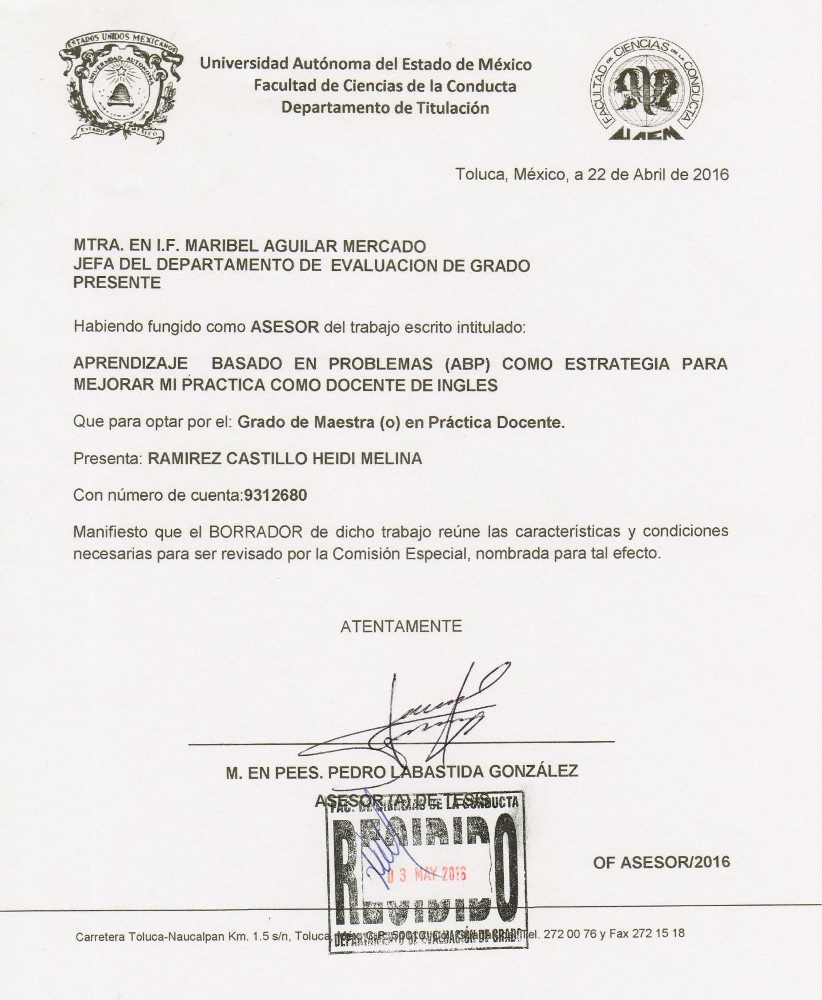 ESTADOS UNIDOS MEXICANOS
UNIVERSIDAD AUTONOMA
ESTADO MEXICO
Universidad Autónoma del Estado de México
Facultad de Ciencias de la Conducta
Departamento de Titulación
FACULTAD DE CIENCIAS DE LA CONDUCTA
UAEM
Toluca, México, a 22 de Abril de 2016
MTRA. EN I.F. MARIBEL AGUILAR MERCADO
JEFA DEL DEPARTAMENTO DE EVALUACION DE GRADO
PRESENTE
Habiendo fungido como ASESOR del trabajo escrito intitulado:
APRENDIZAJE BASADO EN PROBLEMAS (ABP) COMO ESTRATEGIA PARA
MEJORAR MI PRACTICA COMO DOCENTE DE INGLES
Que para optar por el: Grado de Maestra (o) en Práctica Docente.
Presenta: RAMIREZ CASTILLO HEIDI MELINA
Con número de cuenta:9312680
Manifiesto que el BORRADOR de dicho trabajo reúne las características y condiciones
necesarias para ser revisado por la Comisión Especial, nombrada para tal efecto.
ATENTAMENTE
M. EN PEES. PEDRO LABASTIDA GONZÁLEZ
ASESOR(A) DE TESIS
FAC. DE CIENCIAS DE LA CONDUCTA
RECIBIDO
03 MAY 2016
RECIBIDO
DEPARTAMENTO DE EVALUACIÓN DE GRADO
OF ASESOR/2016
Carretera Toluca-Naucalpan Km. 1.5 s/n, Toluca, Méx. C.P. 50010 Tel. 272 00 76 y Fax 272 15 18